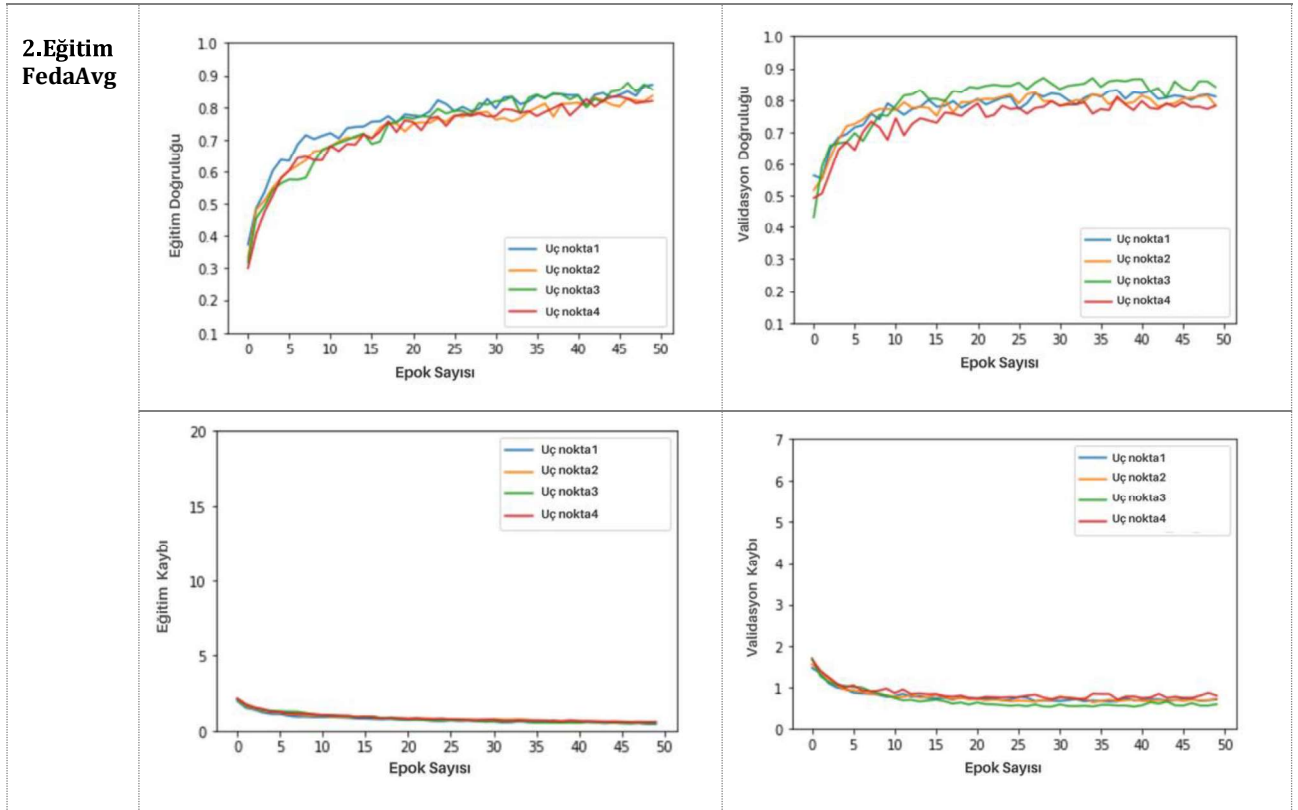 2.Eğitim
FedaAvg
1.0
0.9
0.8
0.7
0.6
0.5
0.4
0.3
0.2
0.1
Eğitim Doğruluğu
Uç nokta1
Uç nokta2
Uç nokta3
Uç nokta4
0 5 10 15 20 25 30 35 40 45 50
Epok Sayısı
1.0
0.9
0.8
0.7
0.6
0.5
0.4
0.3
0.2
0.1
Validasyon Doğruluğu
Uç nokta1
Uç nokta2
Uç nokta3
Uç nokta4
0 5 10 15 20 25 30 35 40 45 50
Epok Sayısı
20
15
10
5
0
Eğitim Kaybı
Uç nokta1
Uç nokta2
Uç nokta3
Uç nokta4
0 5 10 15 20 25 30 35 40 45 50
Epok Sayısı
7
6
5
4
3
2
1
0
Validasyon Kaybı
Uç nokta1
Uç nokta2
Uç nokta3
Uç nokta4
0 5 10 15 20 25 30 35 40 45 50
Epok Sayısı